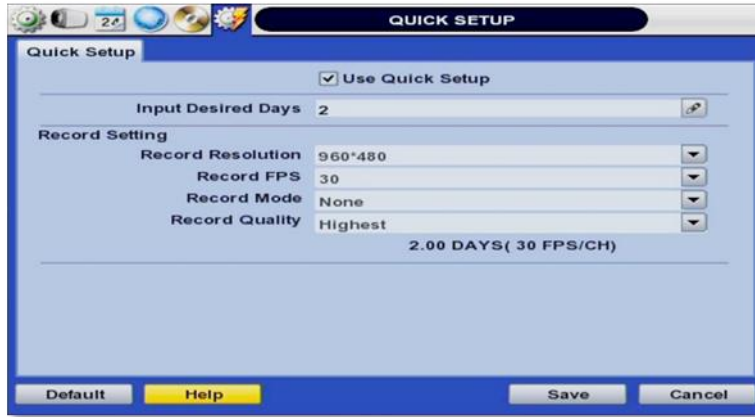 QUICK SETUP
Quick Setup
Use Quick Setup
Input Desired Days 2
Record Setting
Record Resolution 960*480
Record FPS 30
Record Mode None
Record Quality Highest
2.00 DAYS( 30 FPS/CH)
Default Help Save Cancel